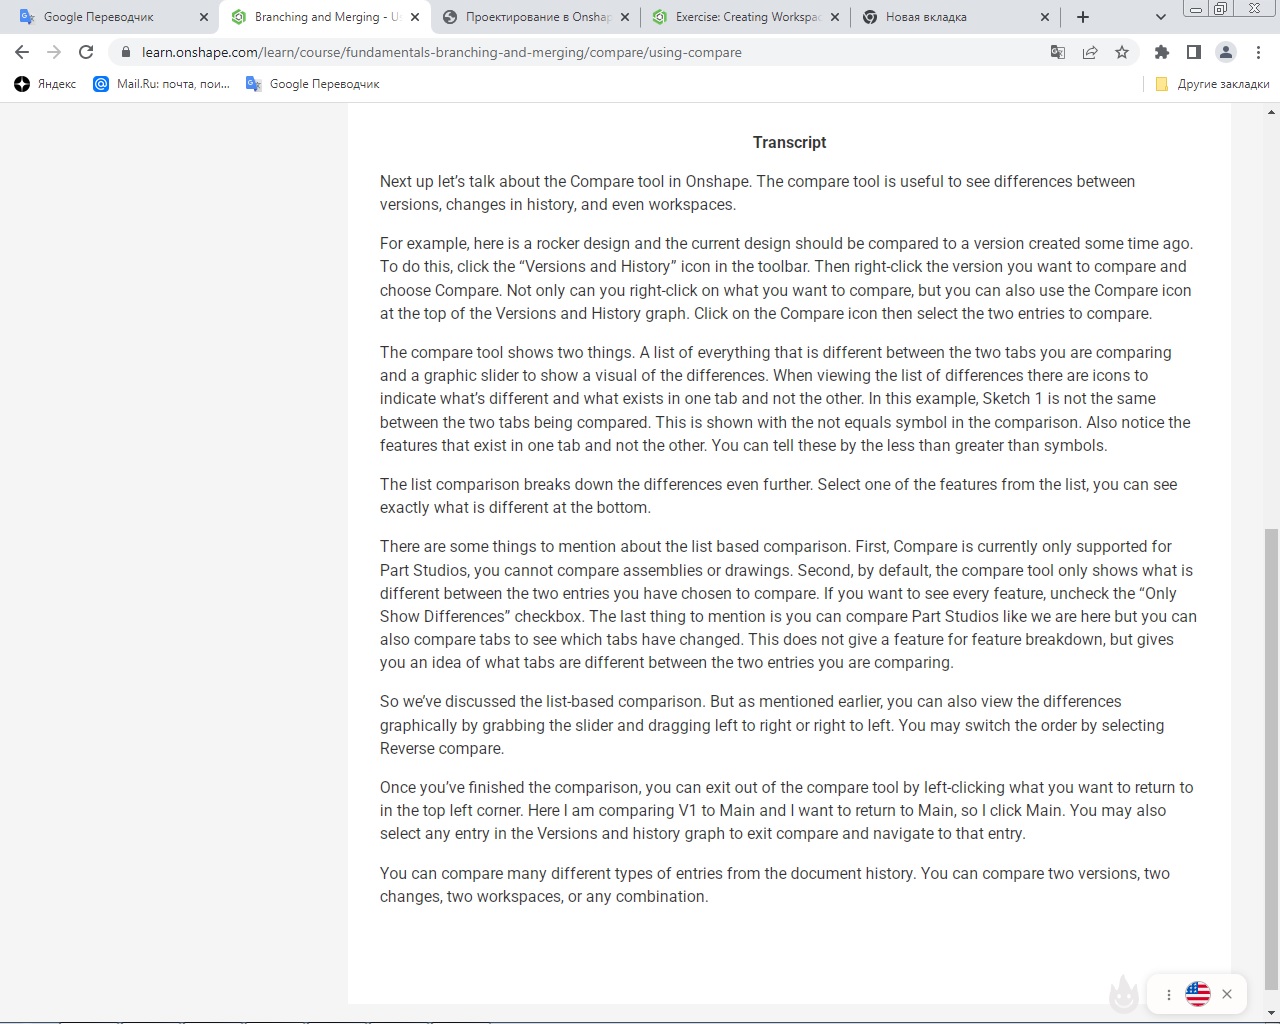 Google Переводчик
Branching and Merging - U
Проектирование в Onshap
Exercise: Creating Workspac
Новая вкладка
learn.onshape.com/learn/course/fundamentals-branching-and-merging/compare/using-compare
Яндекс
Mail.Ru: почта, пои...
Google Переводчик
Другие закладки
Transcript
Next up let’s talk about the Compare tool in Onshape. The compare tool is useful to see differences between
versions, changes in history, and even workspaces.
For example, here is a rocker design and the current design should be compared to a version created some time ago.
To do this, click the “Versions and History” icon in the toolbar. Then right-click the version you want to compare and
choose Compare. Not only can you right-click on what you want to compare, but you can also use the Compare icon
at the top of the Versions and History graph. Click on the Compare icon then select the two entries to compare.
The compare tool shows two things. A list of everything that is different between the two tabs you are comparing
and a graphic slider to show a visual of the differences. When viewing the list of differences there are icons to
indicate what’s different and what exists in one tab and not the other. In this example, Sketch 1 is not the same
between the two tabs being compared. This is shown with the not equals symbol in the comparison. Also notice the
features that exist in one tab and not the other. You can tell these by the less than greater than symbols.
The list comparison breaks down the differences even further. Select one of the features from the list, you can see
exactly what is different at the bottom.
There are some things to mention about the list based comparison. First, Compare is currently only supported for
Part Studios, you cannot compare assemblies or drawings. Second, by default, the compare tool only shows what is
different between the two entries you have chosen to compare. If you want to see every feature, uncheck the “Only
Show Differences” checkbox. The last thing to mention is you can compare Part Studios like we are here but you can
also compare tabs to see which tabs have changed. This does not give a feature for feature breakdown, but gives
you an idea of what tabs are different between the two entries you are comparing.
So we’ve discussed the list-based comparison. But as mentioned earlier, you can also view the differences
graphically by grabbing the slider and dragging left to right or right to left. You may switch the order by selecting
Reverse compare.
Once you’ve finished the comparison, you can exit out of the compare tool by left-clicking what you want to return to
in the top left corner. Here I am comparing V1 to Main and I want to return to Main, so I click Main. You may also
select any entry in the Versions and history graph to exit compare and navigate to that entry.
You can compare many different types of entries from the document history. You can compare two versions, two
changes, two workspaces, or any combination.